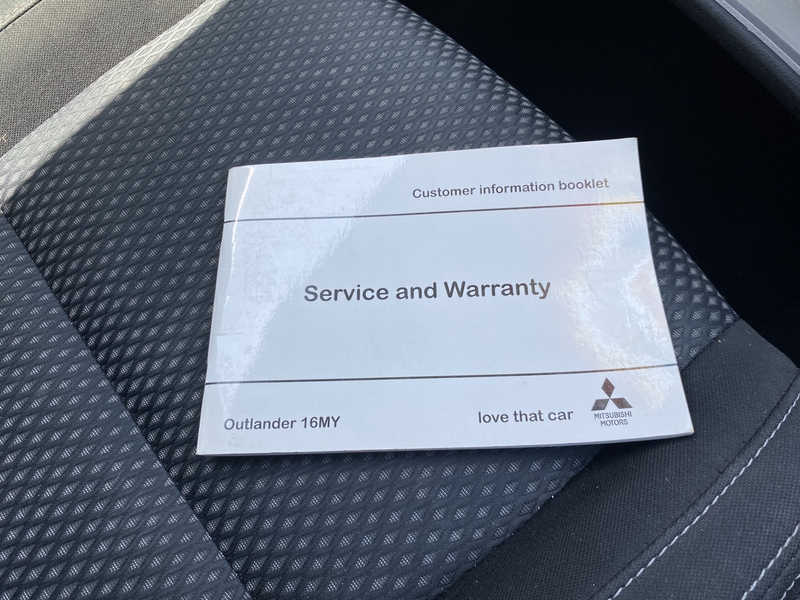 Customer information booklet
Service and Warranty
Outlander 16MY
love that car
MITSUBISHI
MOTORS